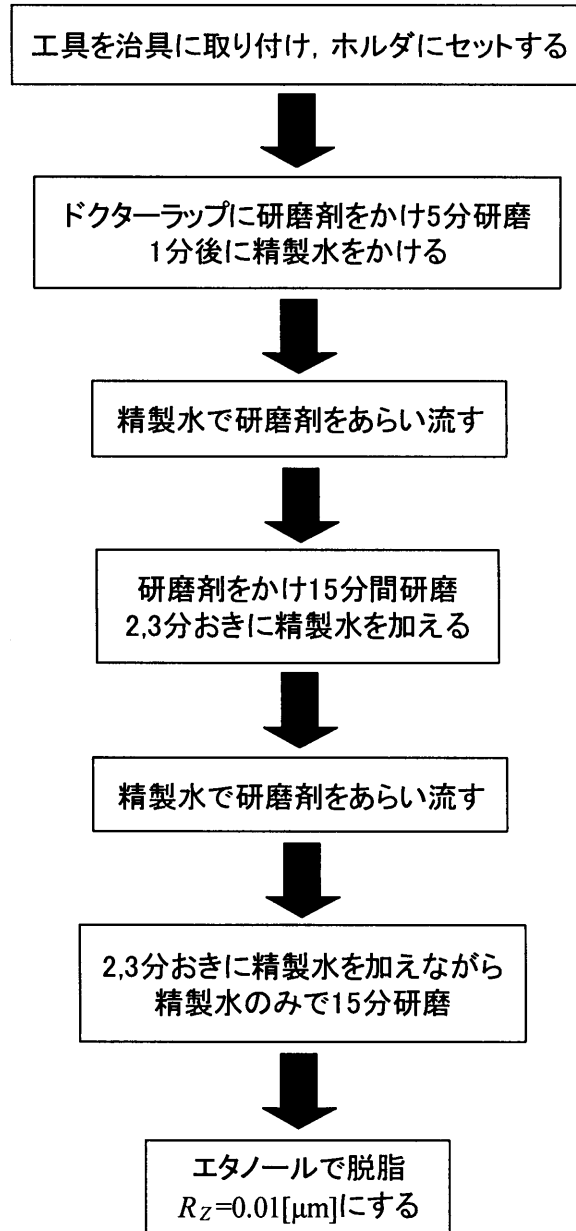 工具を治具に取り付け，ホルダにセットする
ドクターラップに研磨剤をかけ5分研磨
1分後に精製水をかける
精製水で研磨剤をあらい流す
研磨剤をかけ15分間研磨
2,3分おきに精製水を加える
精製水で研磨剤をあらい流す
2,3分おきに精製水を加えながら
精製水のみで15分研磨
エタノールで脱脂
RZ=0.01[μm]にする